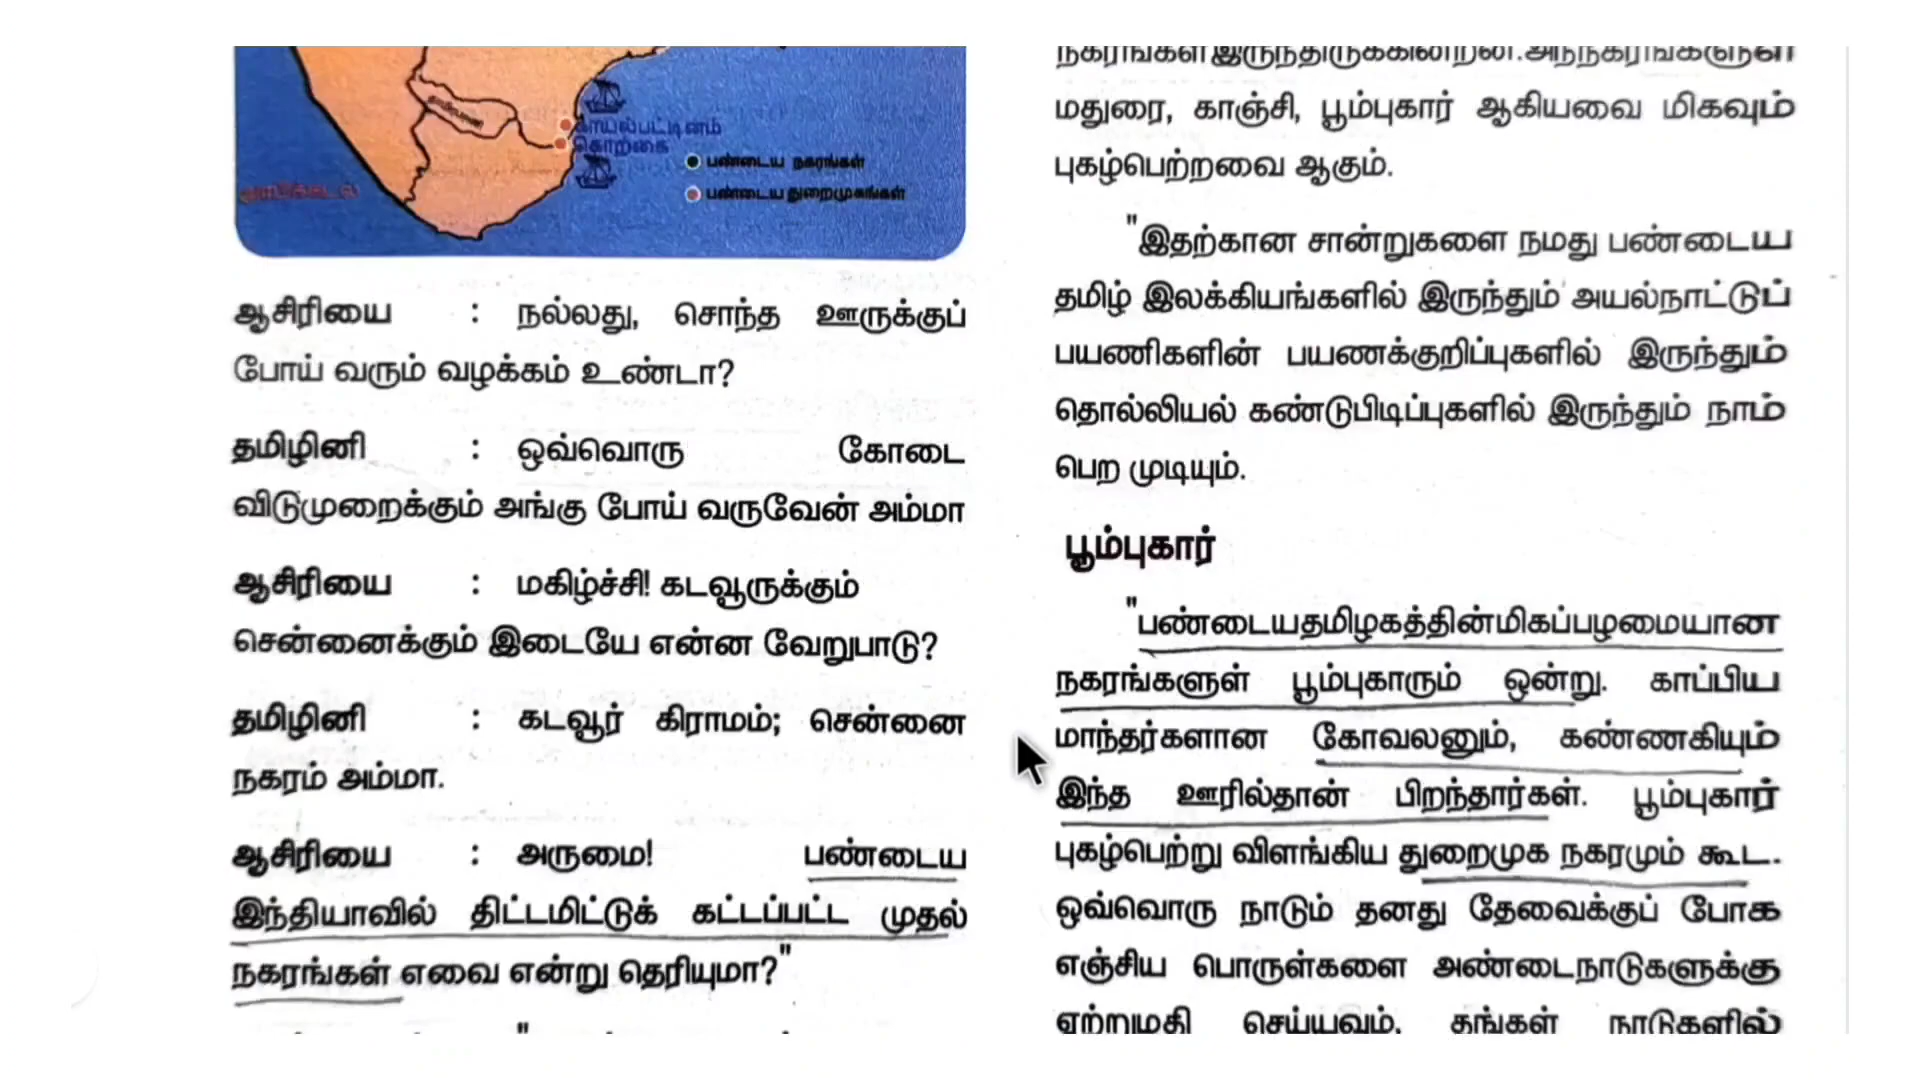 காயல்பட்டினம்
கொற்கை
பண்டைய நகரங்கள்
பண்டைய துறைமுகங்கள்
ஆசிரியை : நல்லது, சொந்த ஊருக்குப்
போய் வரும் வழக்கம் உண்டா?
தமிழினி : ஒவ்வொரு கோடை
விடுமுறைக்கும் அங்கு போய் வருவேன் அம்மா
ஆசிரியை : மகிழ்ச்சி! கடவூருக்கும்
சென்னைக்கும் இடையே என்ன வேறுபாடு?
தமிழினி : கடவூர் கிராமம்; சென்னை
நகரம் அம்மா.
ஆசிரியை : அருமை! பண்டைய
இந்தியாவில் திட்டமிட்டுக் கட்டப்பட்ட முதல்
நகரங்கள் எவை என்று தெரியுமா?"
நகரங்கள் இருந்திருக்கின்றன. அந்நகரங்களுள்
மதுரை, காஞ்சி, பூம்புகார் ஆகியவை மிகவும்
புகழ்பெற்றவை ஆகும்.
"இதற்கான சான்றுகளை நமது பண்டைய
தமிழ் இலக்கியங்களில் இருந்தும் அயல்நாட்டுப்
பயணிகளின் பயணக்குறிப்புகளில் இருந்தும்
தொல்லியல் கண்டுபிடிப்புகளில் இருந்தும் நாம்
பெற முடியும்.
பூம்புகார்
"பண்டைய தமிழகத்தின் மிகப் பழமையான
நகரங்களுள் பூம்புகாரும் ஒன்று. காப்பிய
மாந்தர்களான கோவலனும், கண்ணகியும்
இந்த ஊரில்தான் பிறந்தார்கள். பூம்புகார்
புகழ்பெற்று விளங்கிய துறைமுக நகரமும் கூட.
ஒவ்வொரு நாடும் தனது தேவைக்குப் போக
எஞ்சிய பொருள்களை அண்டைநாடுகளுக்கு
ஏற்றுமதி செய்யவும், தங்கள் நாடுகளில்